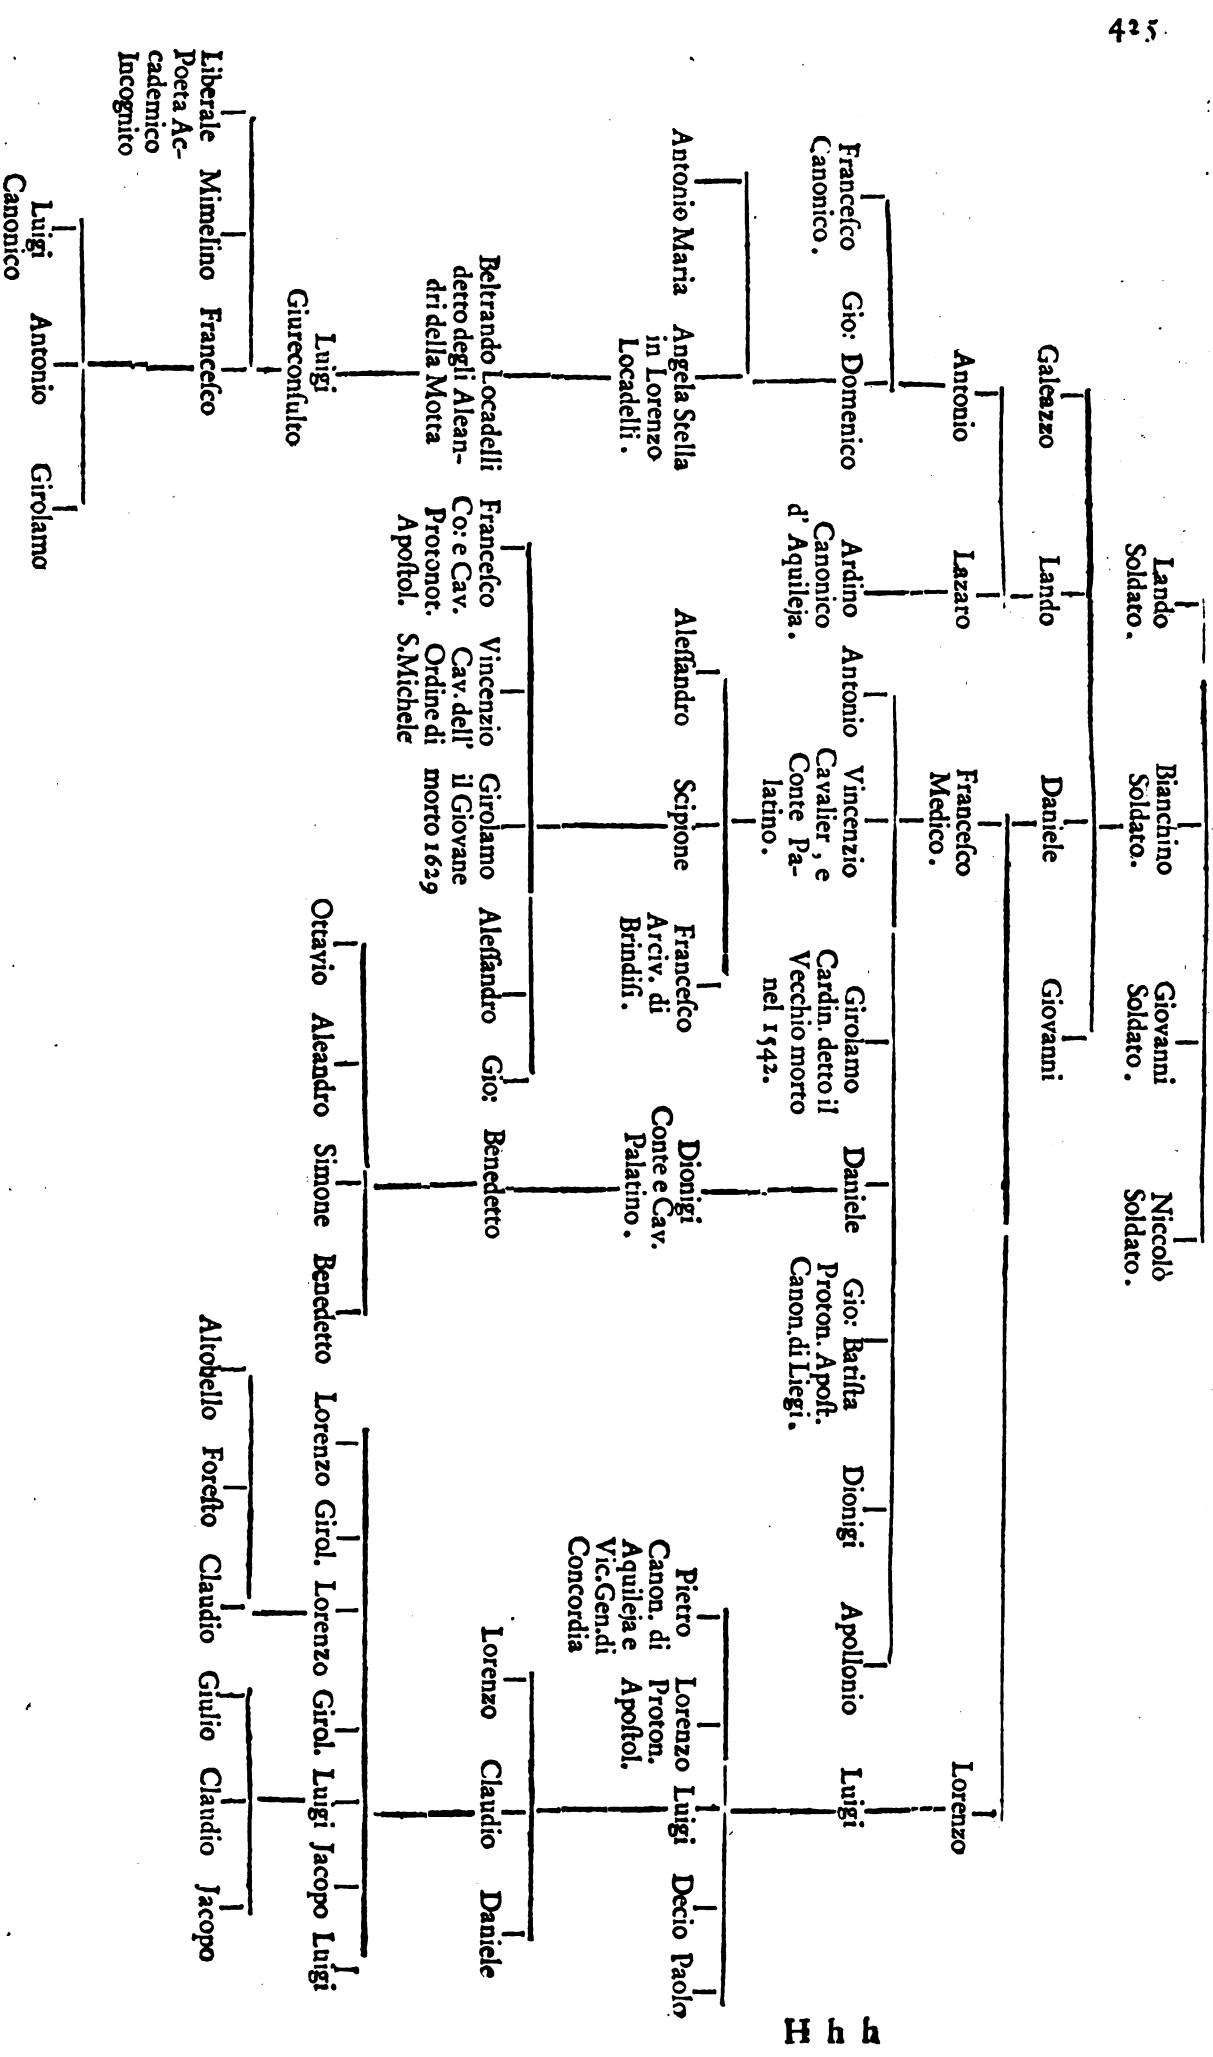 425.
Lando Soldato.
Bianchino Soldato.
Giovanni Soldato.
Niccolò Soldato.
Galeazzo
Lando
Daniele
Giovanni
Antonio
Lazaro
Franceſco Medico.
Lorenzo
Franceſco Canonico.
Gio: Domenico
Ardino Canonico d' Aquileja.
Antonio
Vincenzio Cavalier, e Conte Pa-
latino.
Girolamo Cardin. detto il Vecchio morto nel 1542.
Daniele
Gio: Batiſta Proton. Apoſt. Canon. di Liegi.
Dionigi
Apollonio
Luigi
Antonio Maria
Angela Stella in Lorenzo Locadelli.
Aleſſandro
Scipione
Franceſco Arciv. di Brindiſi.
Dionigi Conte e Cav. Palatino.
Pietro Canon. di Aquileja e Vic. Gen. di Concordia
Lorenzo Proton. Apoſtol.
Luigi
Decio
Paolo
Beltrando Locadelli detto degli Alean-
dri della Motta
Franceſco Co: e Cav. Protonot. Apoſtol.
Vincenzio Cav. dell' Ordine di S. Michele
Girolamo il Giovane morto 1629
Aleſſandro
Gio:
Benedetto
Lorenzo
Claudio
Daniele
Luigi Giureconſulto
Ottavio
Aleandro
Simone
Benedetto
Lorenzo
Girol.
Lorenzo
Girol.
Luigi
Jacopo
Luigi
Liberale Poeta Ac-
cademico Incognito
Mimeſino
Franceſco
Altobello
Foreſto
Claudio
Giulio
Claudio
Jacopo
Luigi Canonico
Antonio
Girolamo
H h h